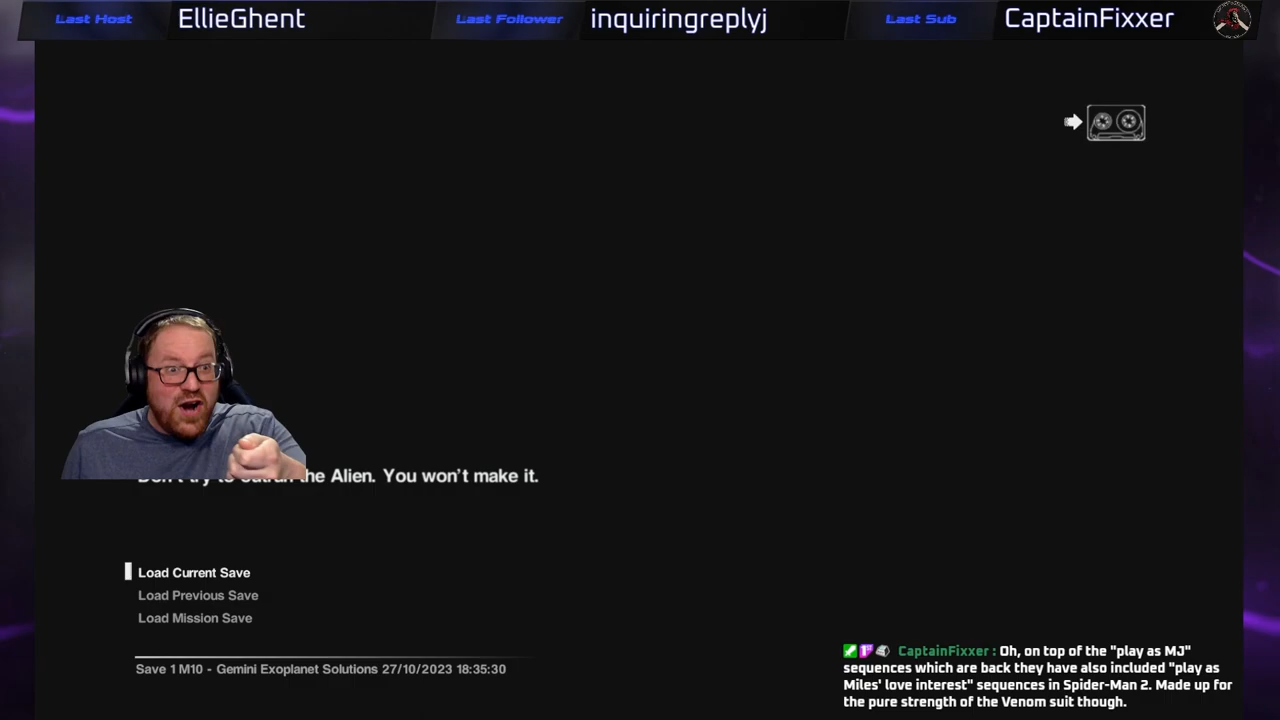 Last Host EllieGhent Last Follower inquiringreplyj Last Sub CaptainFixxer
the Alien. You won't make it.
Load Current Save
Load Previous Save
Load Mission Save
Save 1 M10 - Gemini Exoplanet Solutions 27/10/2023 18:35:30
CaptainFixxer : Oh, on top of the "play as MJ"
sequences which are back they have also included "play as
Miles' love interest" sequences in Spider-Man 2. Made up for
the pure strength of the Venom suit though.